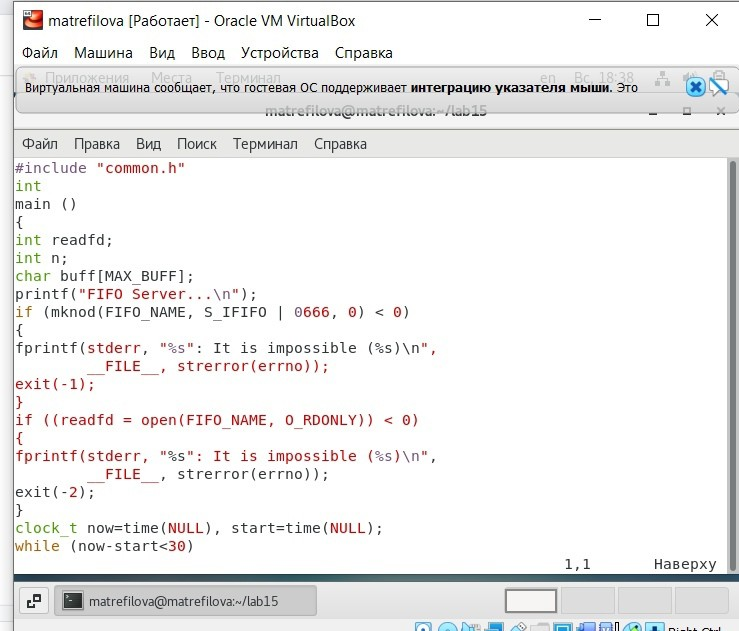 matrefilova [Работает] - Oracle VM VirtualBox
Файл Машина Вид Ввод Устройства Справка
Приложения Места Терминал en Вс, 18:38
Виртуальная машина сообщает, что гостевая ОС поддерживает интеграцию указателя мыши. Это
matrefilova@matrefilova:~/lab15
Файл Правка Вид Поиск Терминал Справка
#include "common.h"
int
main ()
{
int readfd;
int n;
char buff[MAX_BUFF];
printf("FIFO Server...\n");
if (mknod(FIFO_NAME, S_IFIFO | 0666, 0) < 0)
{
fprintf(stderr, "%s": It is impossible (%s)\n",
        __FILE__, strerror(errno));
exit(-1);
}
if ((readfd = open(FIFO_NAME, O_RDONLY)) < 0)
{
fprintf(stderr, "%s": It is impossible (%s)\n",
        __FILE__, strerror(errno));
exit(-2);
}
clock_t now=time(NULL), start=time(NULL);
while (now-start<30)
1,1 Наверху
matrefilova@matrefilova:~/lab15
Right Ctrl